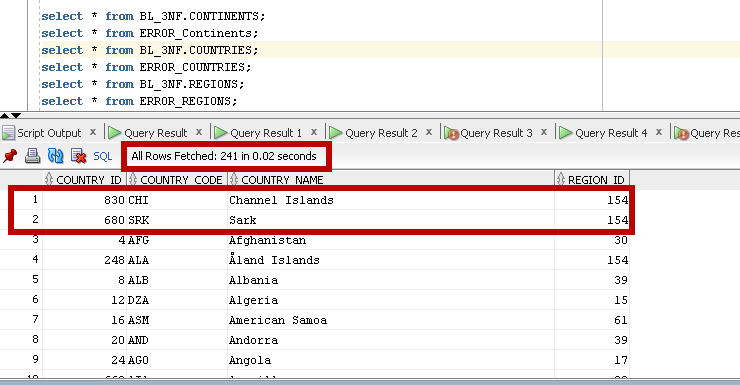 select * from BL_3NF.CONTINENTS;
select * from ERROR_Continents;
select * from BL_3NF.COUNTRIES;
select * from ERROR_COUNTRIES;
select * from BL_3NF.REGIONS;
select * from ERROR_REGIONS;
Script Output x Query Result x Query Result 1 x Query Result 2 x Query Result 3 x Query Result 4 x Query Res
SQL All Rows Fetched: 241 in 0.02 seconds
COUNTRY_ID COUNTRY_CODE COUNTRY_NAME REGION_ID
1 830 CHI Channel Islands 154
2 680 SRK Sark 154
3 4 AFG Afghanistan 30
4 248 ALA Åland Islands 154
5 8 ALB Albania 39
6 12 DZA Algeria 15
7 16 ASM American Samoa 61
8 20 AND Andorra 39
9 24 AGO Angola 17
10